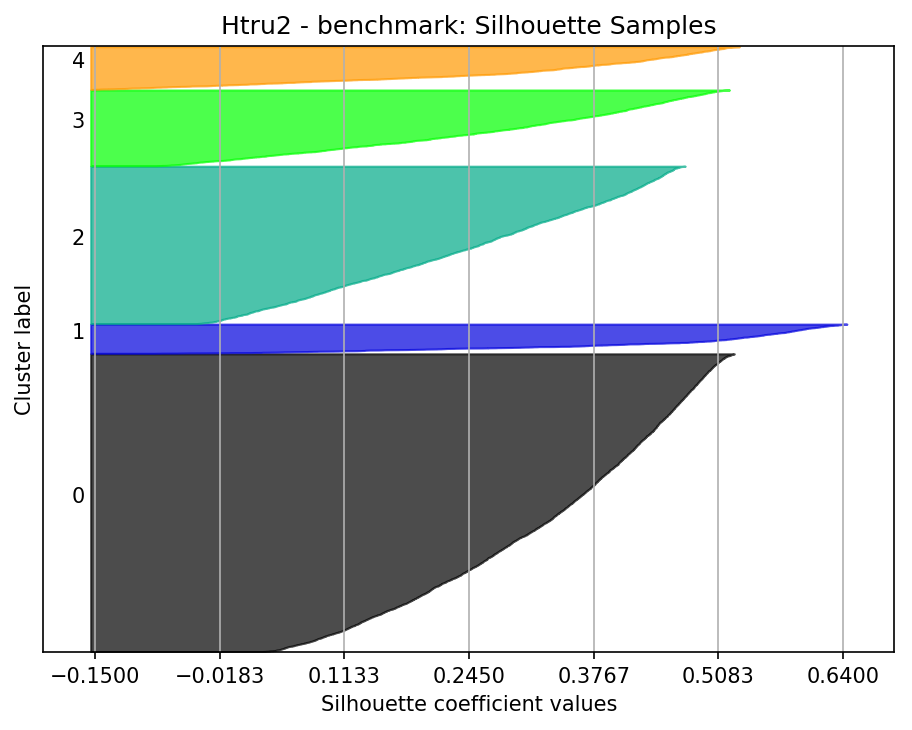 Htru2 - benchmark: Silhouette Samples
4
3
2
1
0
Cluster label
−0.1500 −0.0183 0.1133 0.2450 0.3767 0.5083 0.6400
Silhouette coefficient values